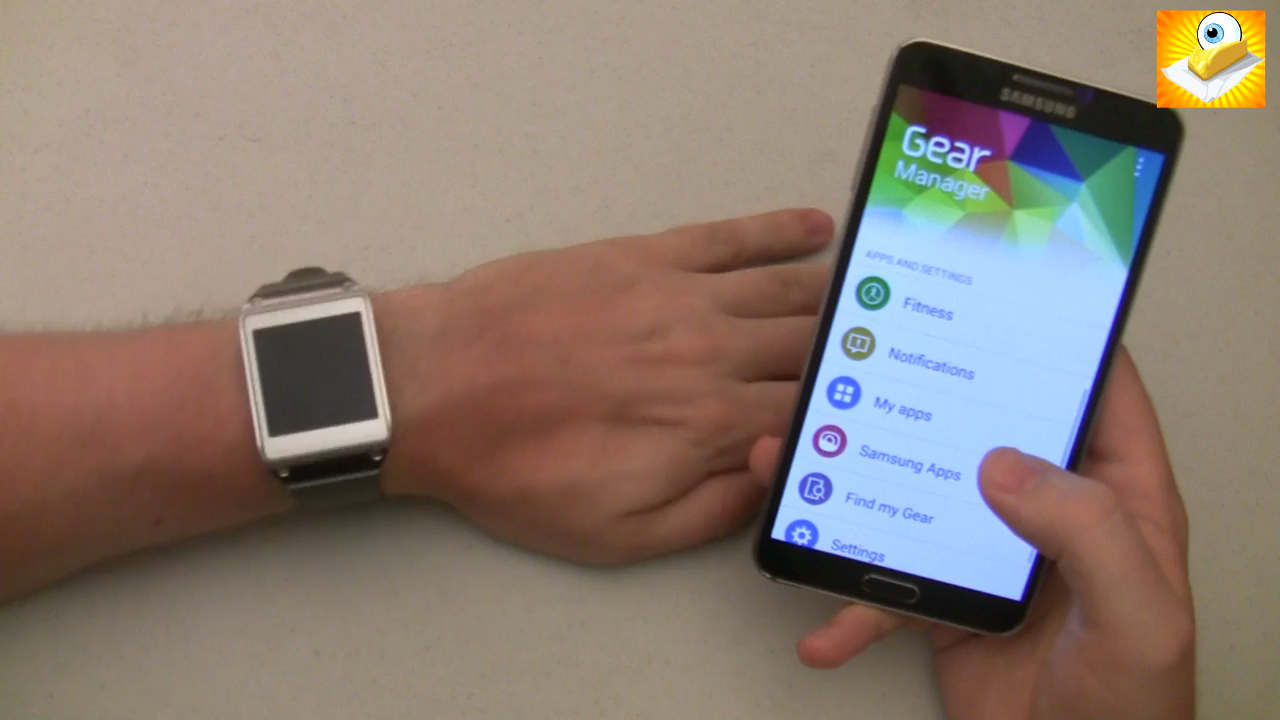 SAMSUNG
Gear
Manager
APPS AND SETTINGS
Fitness
Notifications
My apps
Samsung Apps
Find my Gear
Settings